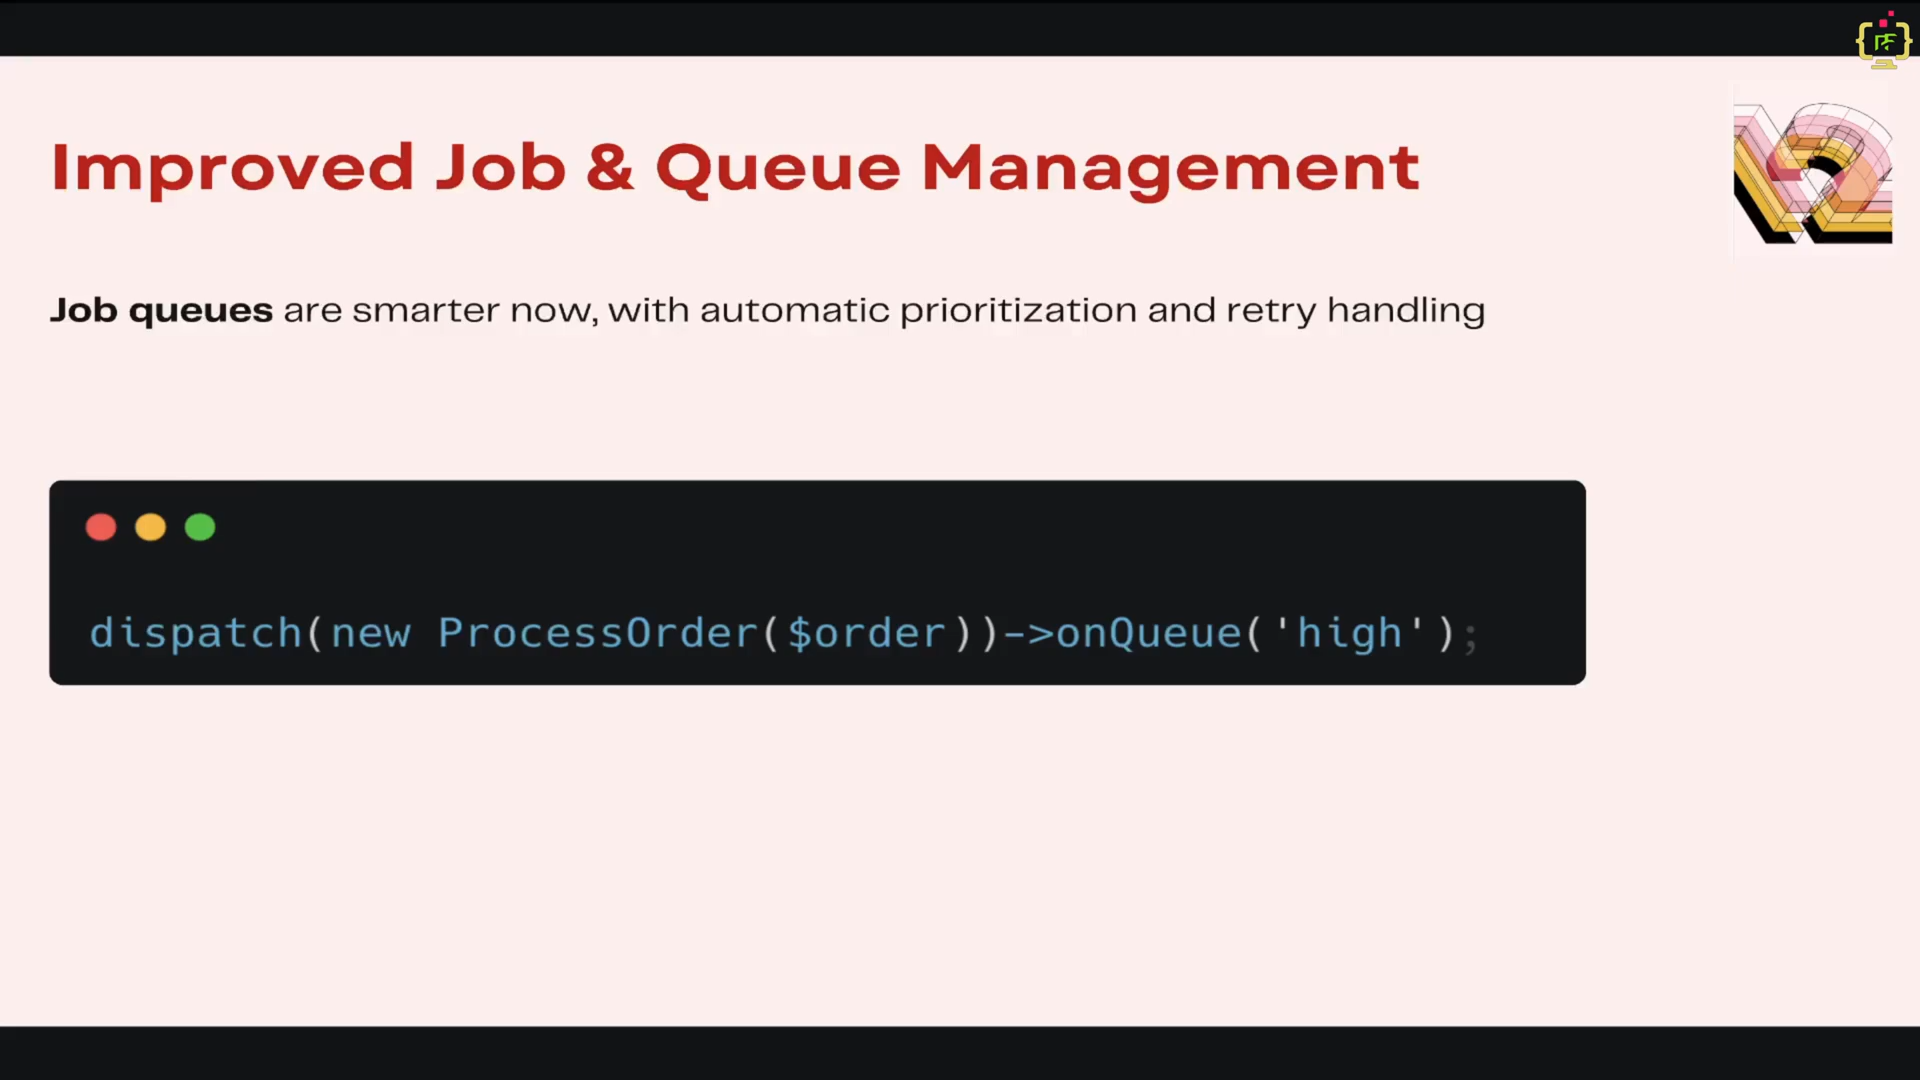 Improved Job & Queue Management
Job queues are smarter now, with automatic prioritization and retry handling
dispatch(new ProcessOrder($order))->onQueue('high');
12